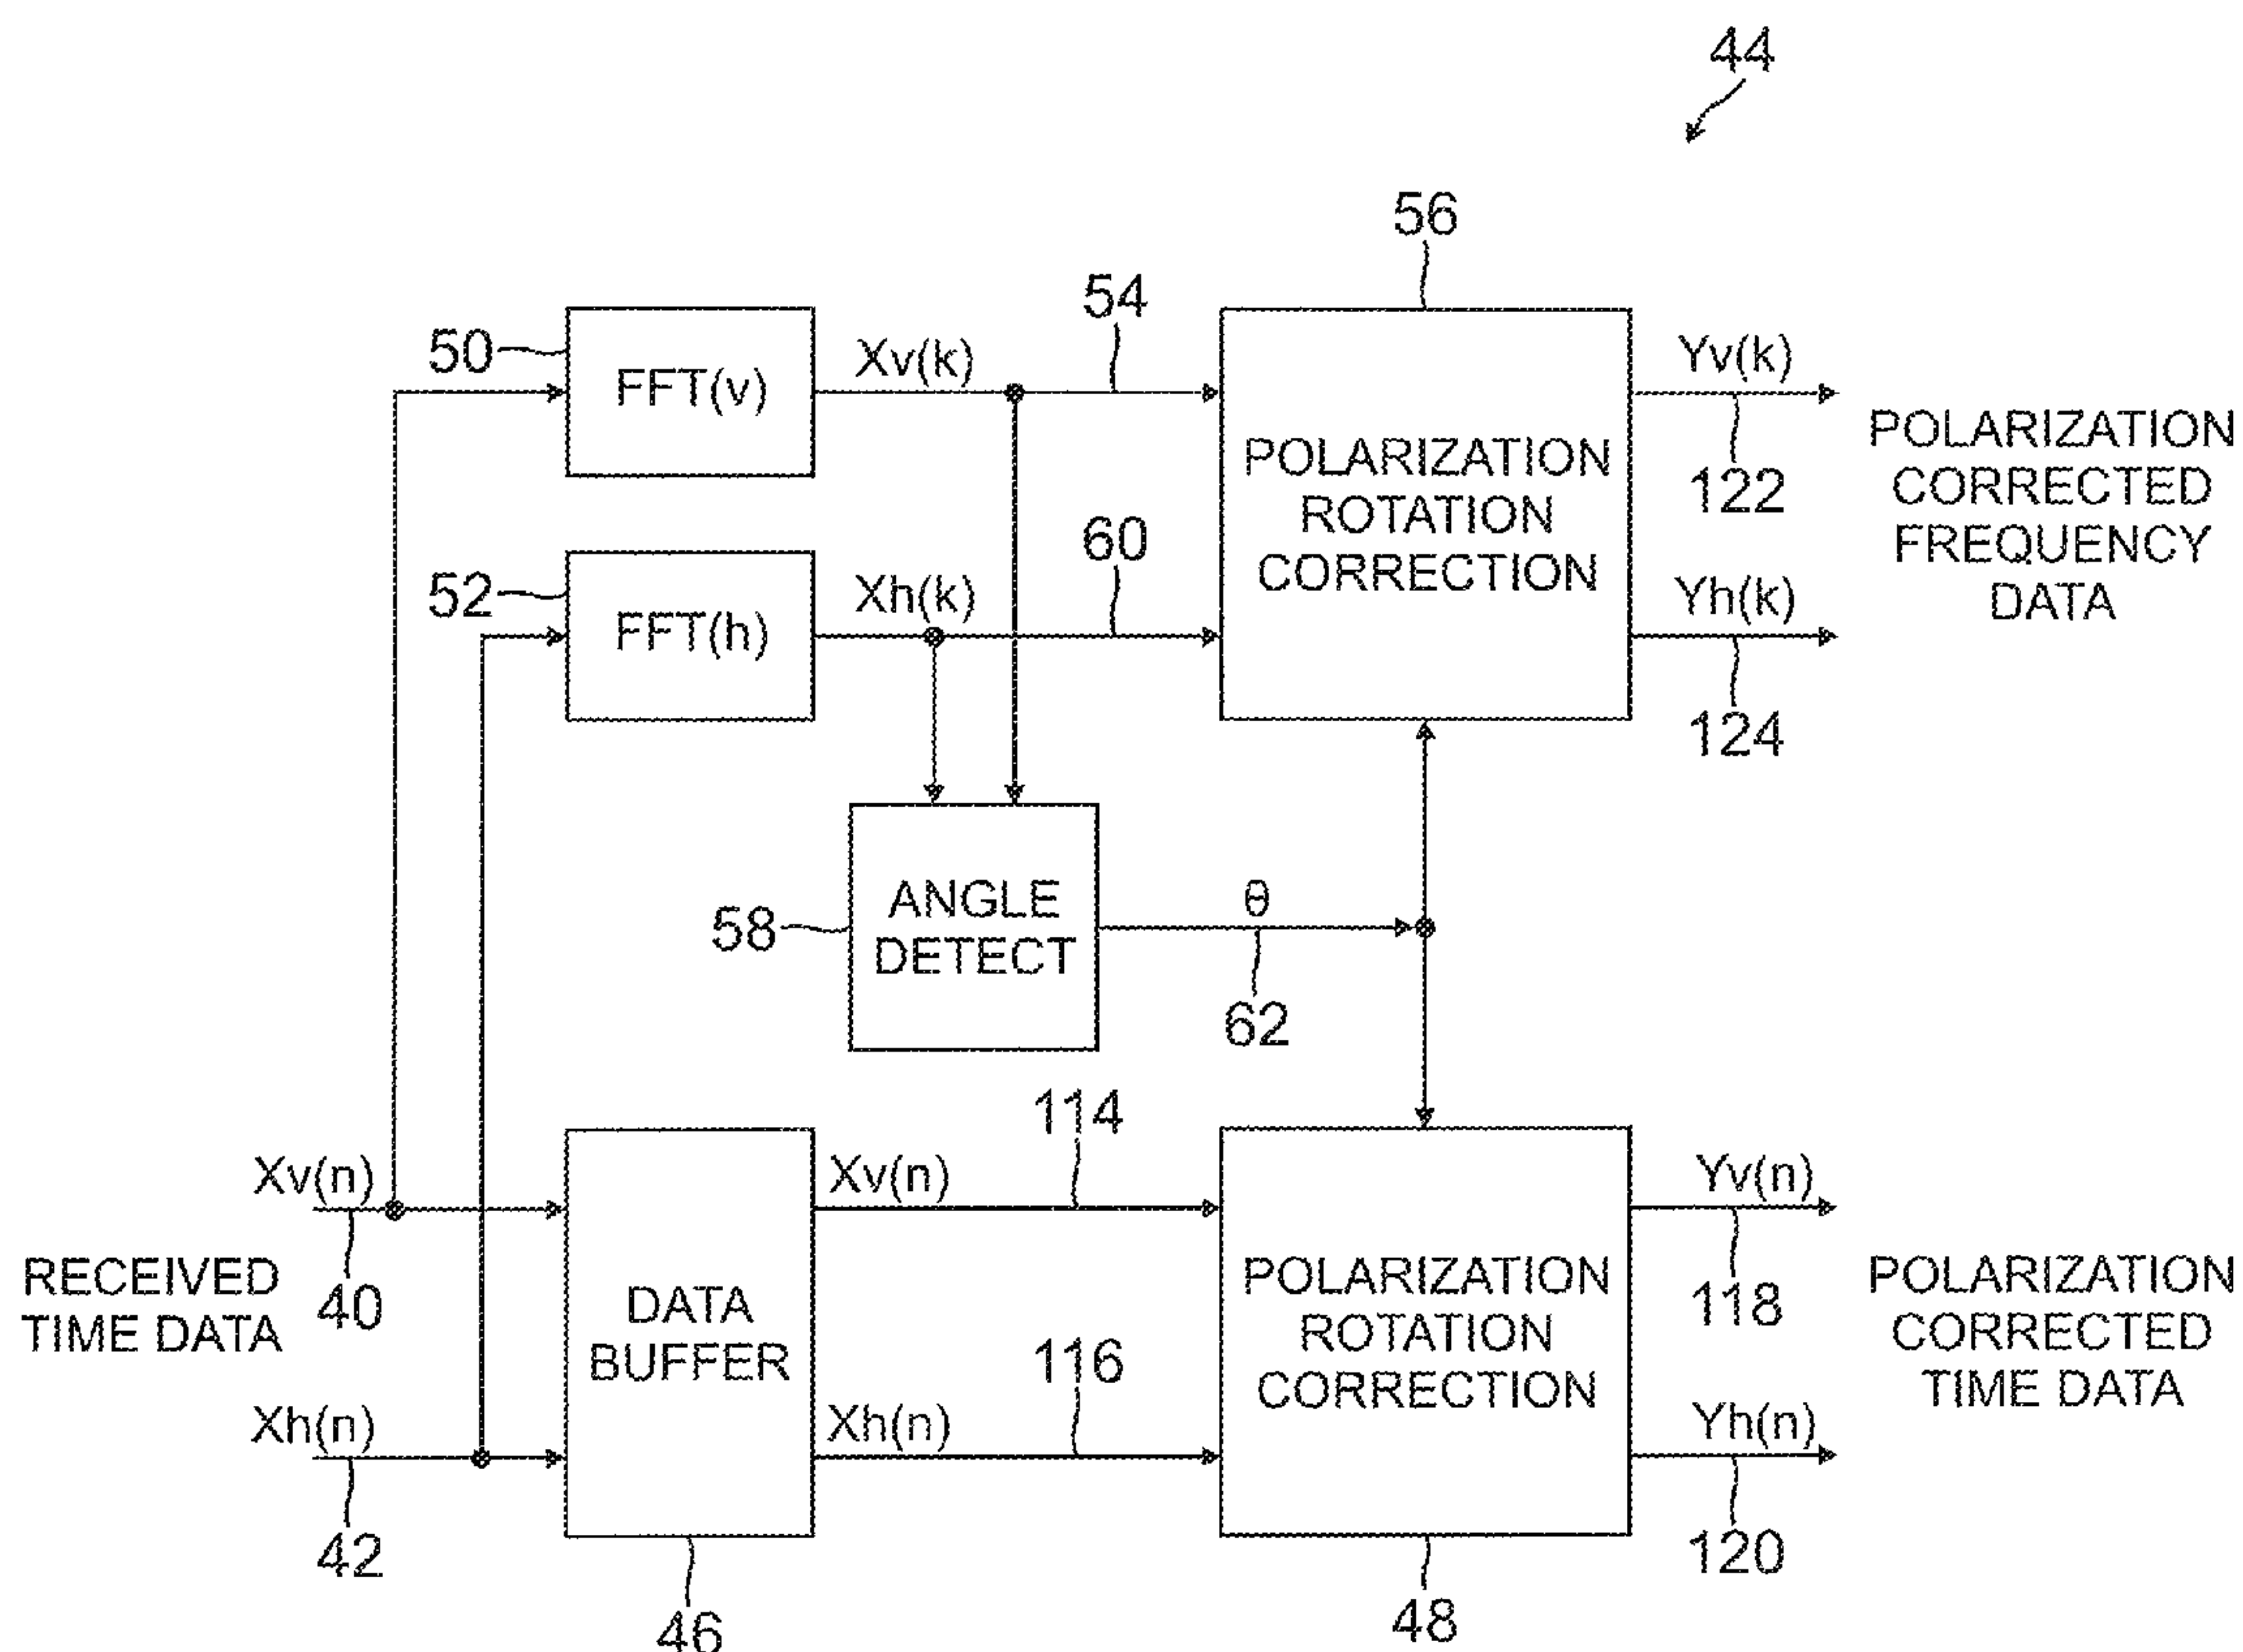 44
56
54
50
FFT(v)
Xv(k)
Yv(k)
122
POLARIZATION
CORRECTED
FREQUENCY
DATA
POLARIZATION
ROTATION
CORRECTION
60
52
FFT(h)
Xh(k)
Yh(k)
124
58
ANGLE
DETECT
θ
62
114
Xv(n)
40
RECEIVED
TIME DATA
Xh(n)
42
DATA
BUFFER
46
Xv(n)
116
Xh(n)
POLARIZATION
ROTATION
CORRECTION
48
Yv(n)
118
POLARIZATION
CORRECTED
TIME DATA
Yh(n)
120